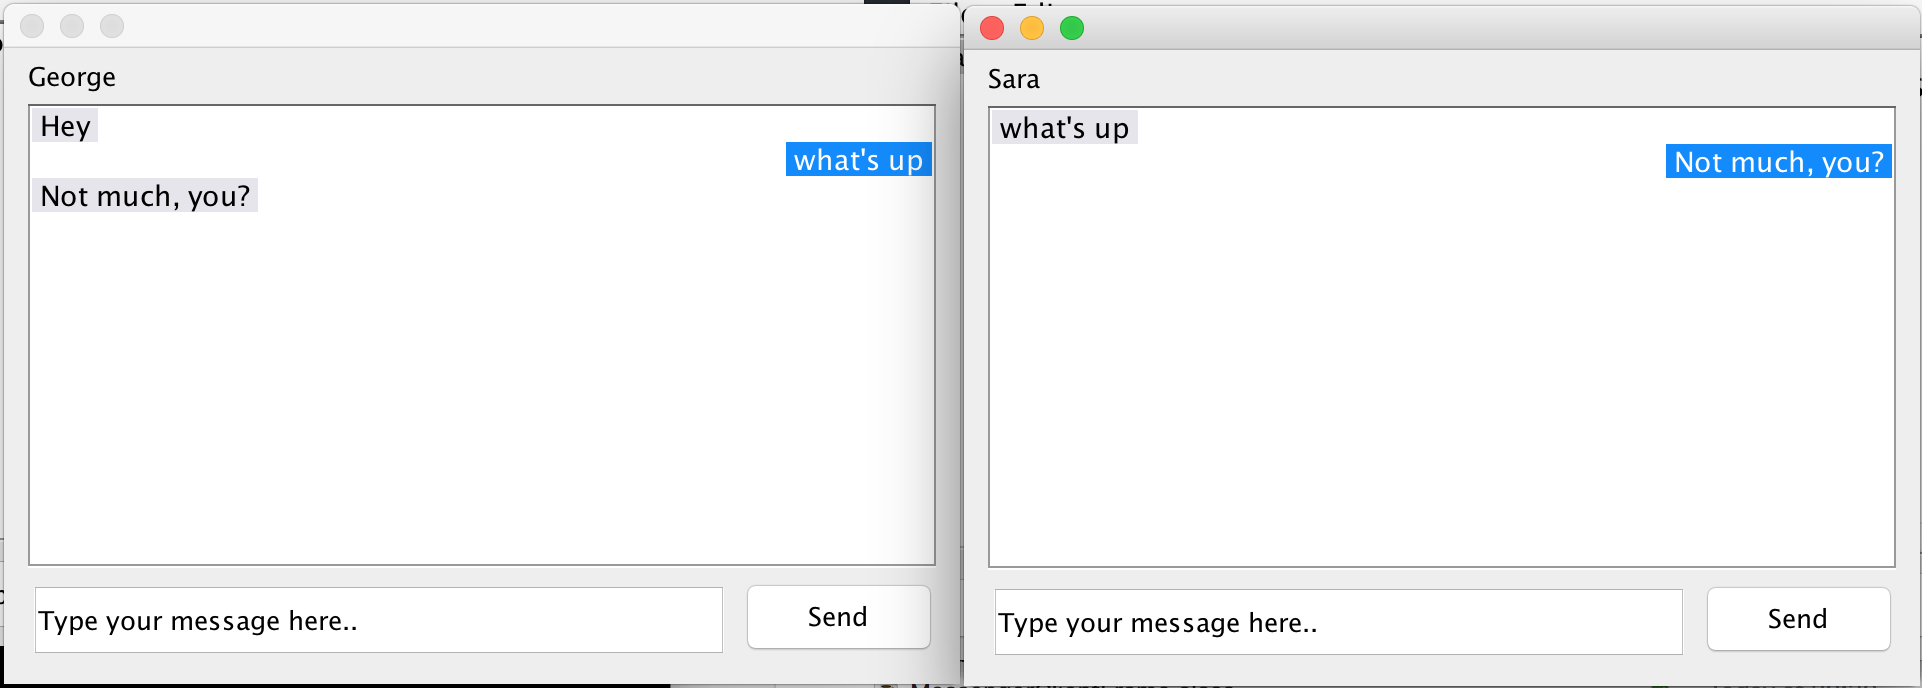 George
Hey
what's up
Not much, you?
Type your message here..
Send
Sara
what's up
Not much, you?
Type your message here..
Send